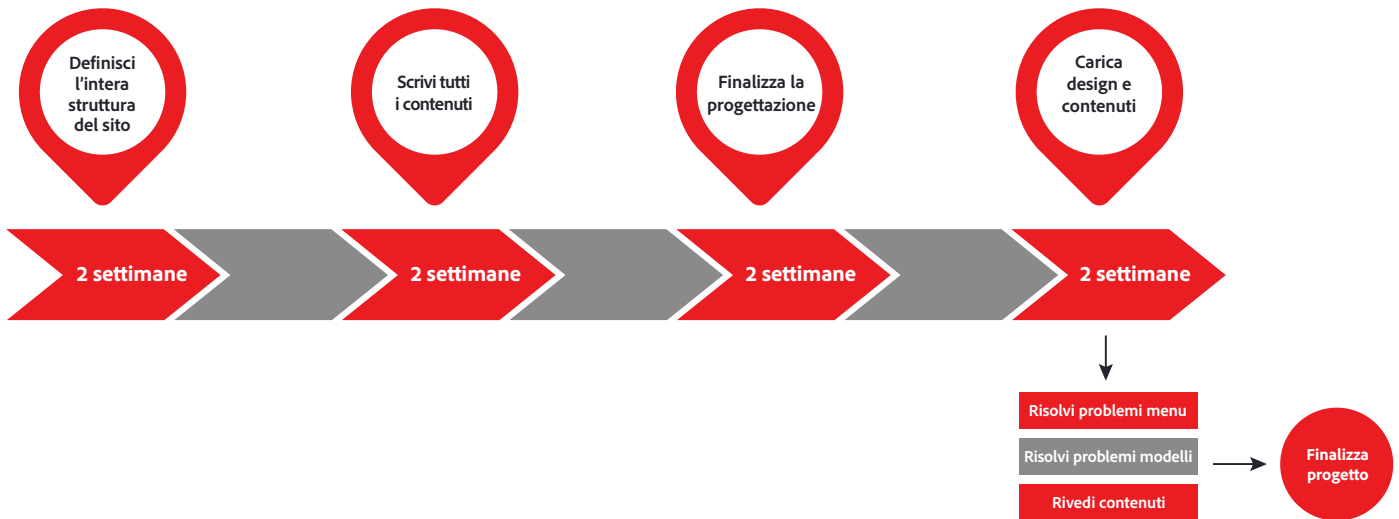 Definisci
l’intera
struttura
del sito
Scrivi tutti
i contenuti
Finalizza la
progettazione
Carica
design e
contenuti
2 settimane
2 settimane
2 settimane
2 settimane
Risolvi problemi menu
Risolvi problemi modelli
Rivedi contenuti
Finalizza
progetto